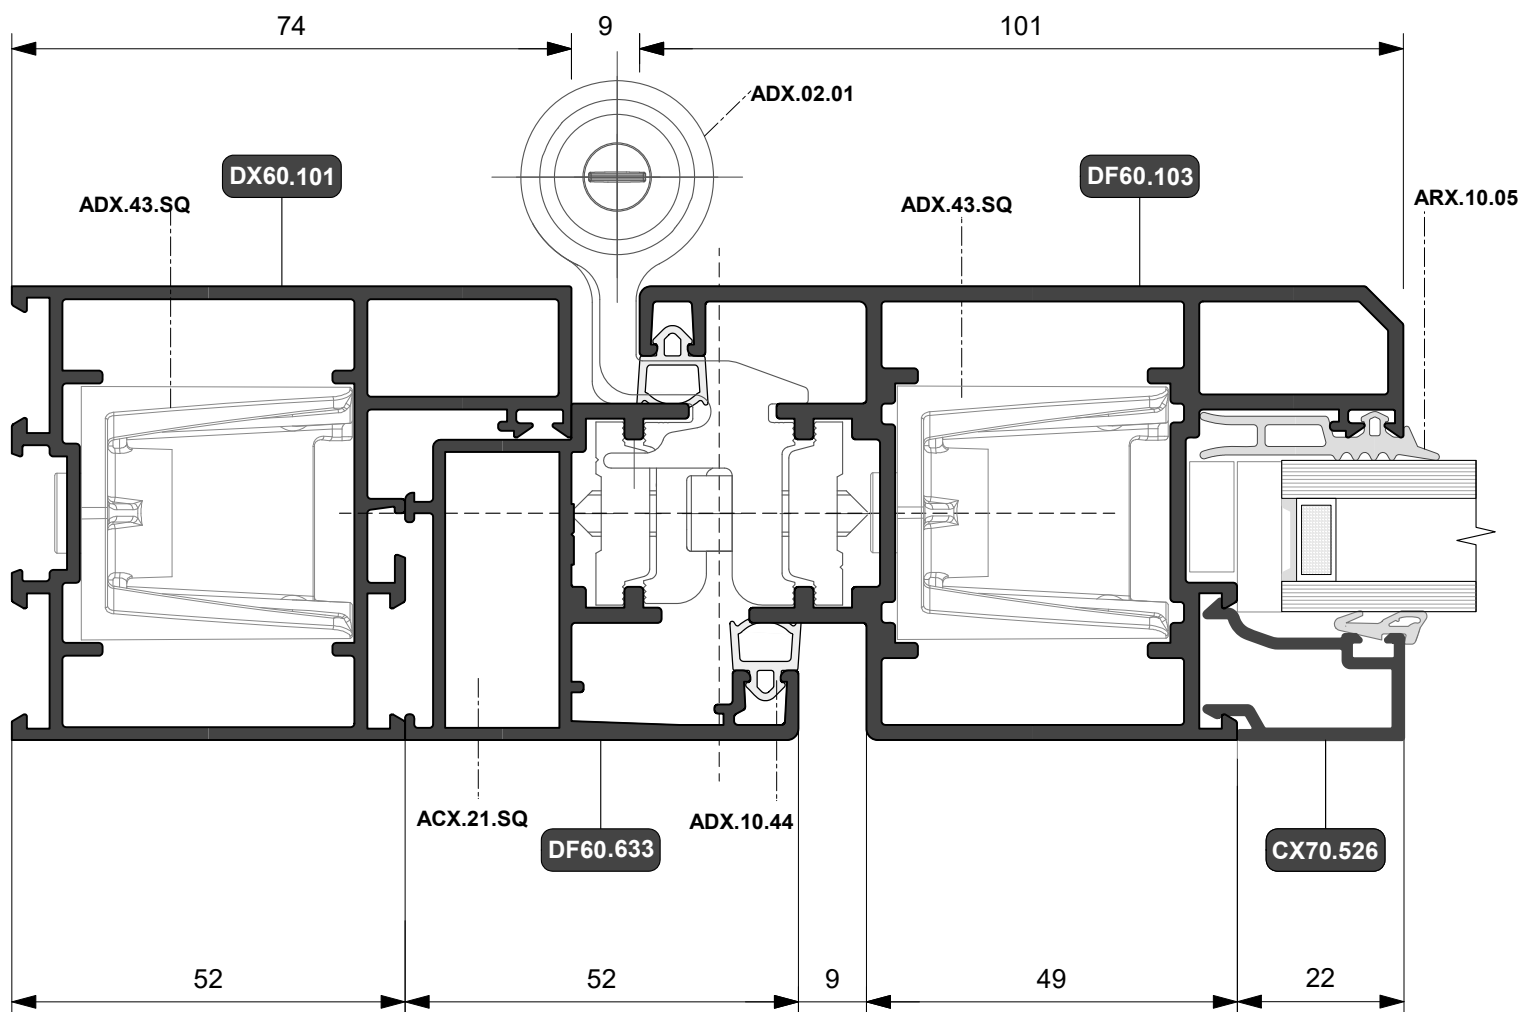 74
9
101
ADX.02.01
DX60.101
DF60.103
ADX.43.SQ
ADX.43.SQ
ARX.10.05
ACX.21.SQ
ADX.10.44
DF60.633
CX70.526
52
52
9
49
22